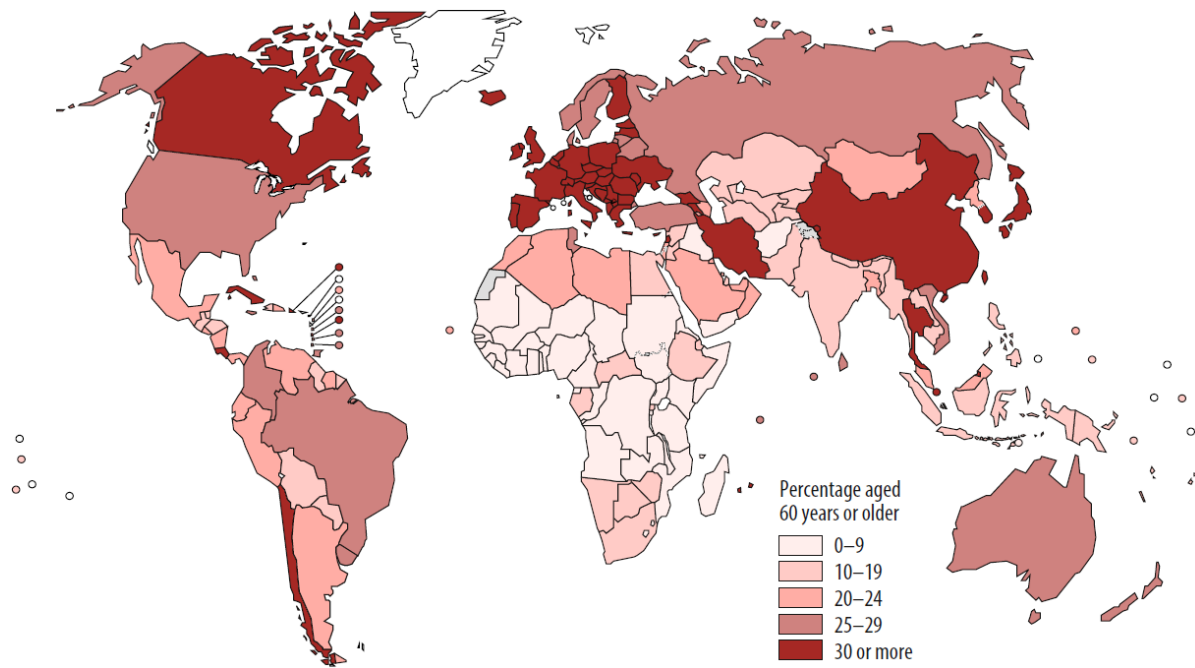 Percentage aged
60 years or older
0–9
10–19
20–24
25–29
30 or more